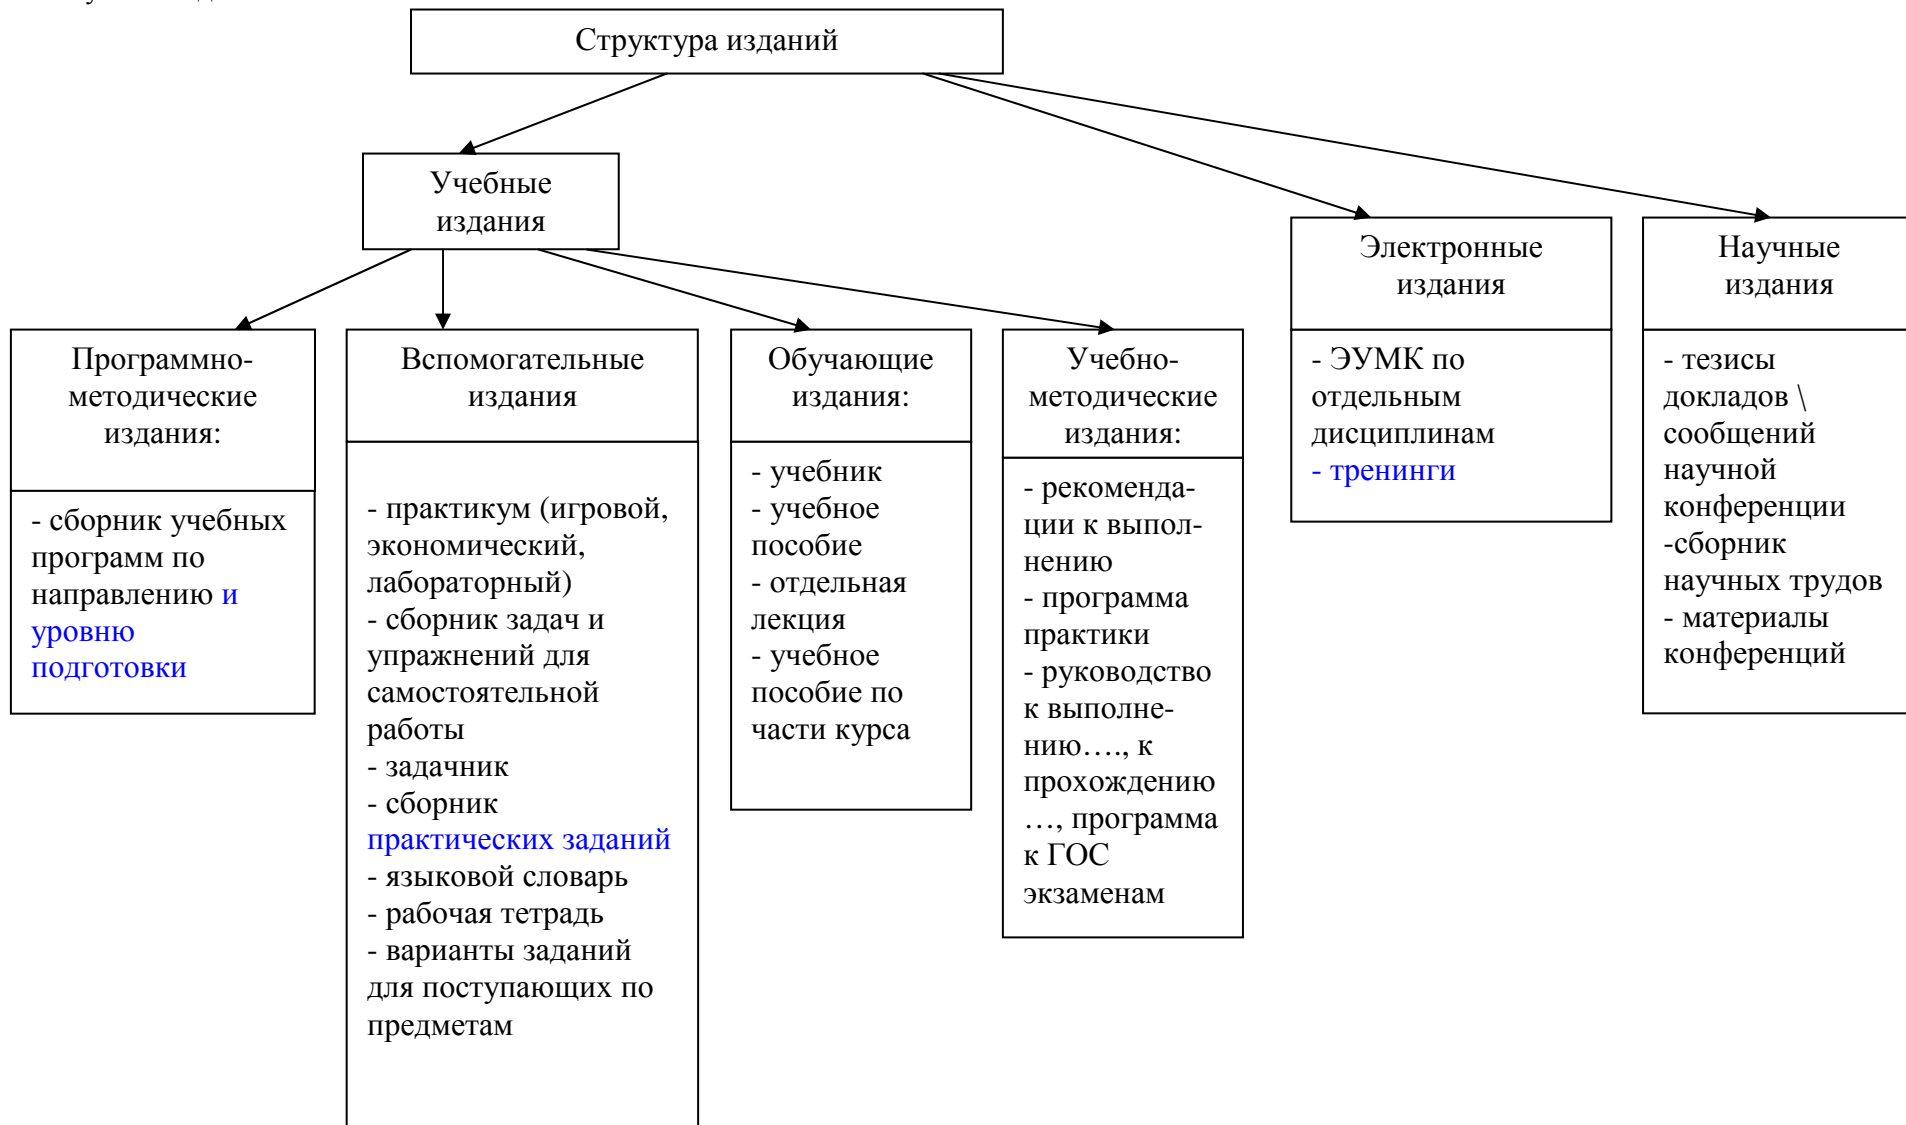 Структура изданий
Учебные
издания
Электронные
издания
Научные
издания
Программно-
методические
издания:
Вспомогательные
издания
Обучающие
издания:
Учебно-
методические
издания:
- ЭУМК по
отдельным
дисциплинам
- тренинги
- тезисы
докладов \
сообщений
научной
конференции
-сборник
научных трудов
- материалы
конференций
- сборник учебных
программ по
направлению и
уровню
подготовки
- практикум (игровой,
экономический,
лабораторный)
- сборник задач и
упражнений для
самостоятельной
работы
- задачник
- сборник
практических заданий
- языковой словарь
- рабочая тетрадь
- варианты заданий
для поступающих по
предметам
- учебник
- учебное
пособие
- отдельная
лекция
- учебное
пособие по
части курса
- рекоменда-
ции к выпол-
нению
- программа
практики
- руководство
к выполне-
нию…., к
прохождению
…, программа
к ГОС
экзаменам